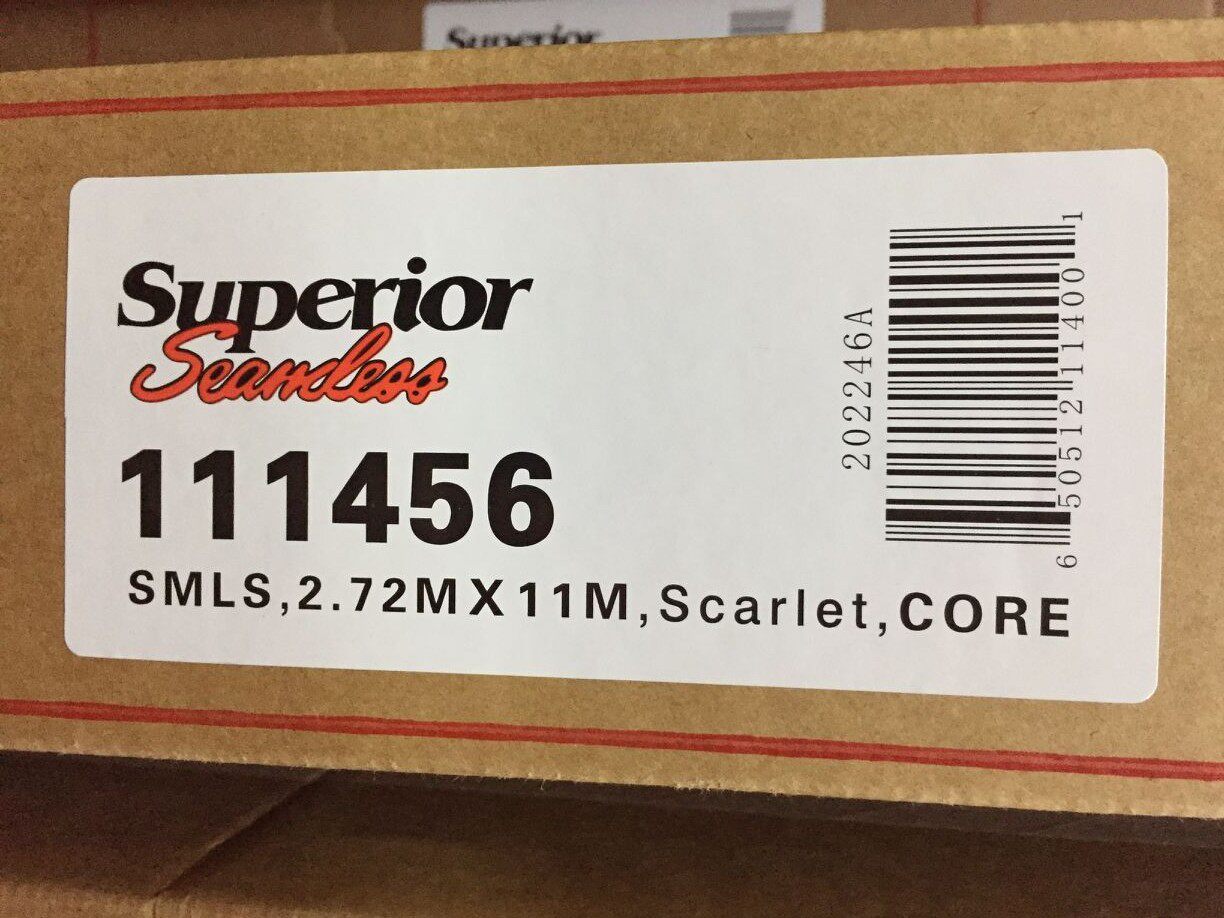 Superior
Superior
Seamless
111456
SMLS,2.72MX11M,Scarlet,CORE
202246A
6 50512 11400 1